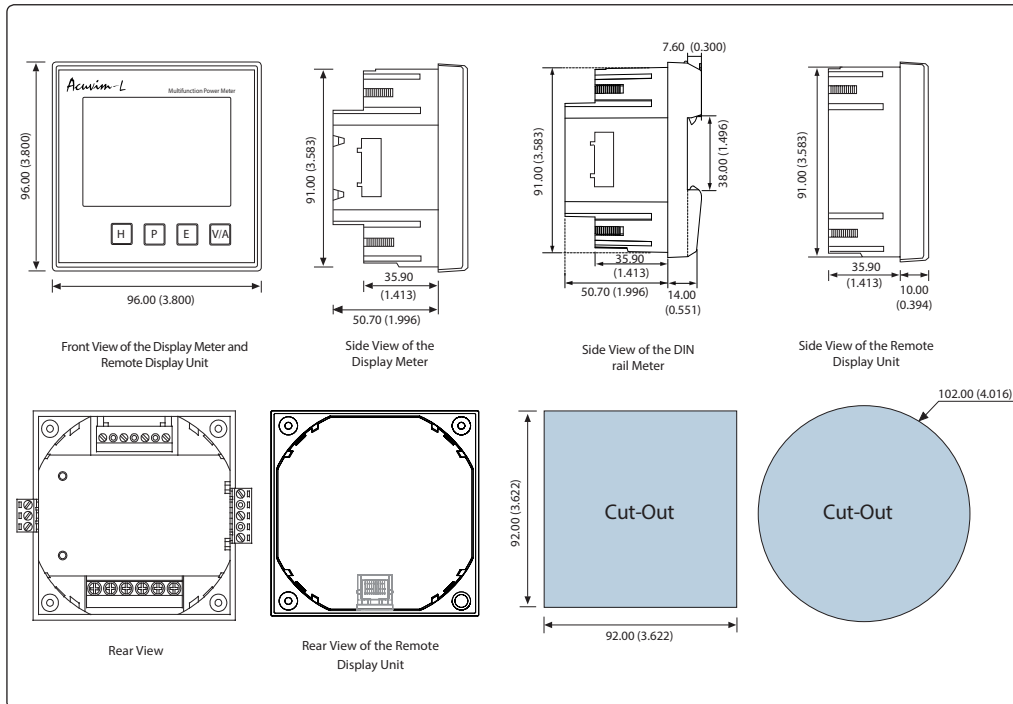 Acuvim-L
Multifunction Power Meter
H P E V/A
96.00 (3.800)
96.00 (3.800)
Front View of the Display Meter and
Remote Display Unit
91.00 (3.583)
35.90
(1.413)
50.70 (1.996)
Side View of the
Display Meter
7.60 (0.300)
91.00 (3.583)
38.00 (1.496)
35.90
(1.413)
50.70 (1.996)
14.00
(0.551)
Side View of the DIN
rail Meter
91.00 (3.583)
35.90
(1.413)
10.00
(0.394)
Side View of the Remote
Display Unit
Rear View
Rear View of the Remote
Display Unit
92.00 (3.622)
Cut-Out
92.00 (3.622)
102.00 (4.016)
Cut-Out